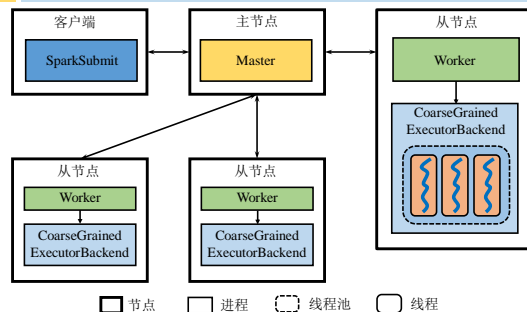 客户端
SparkSubmit
主节点
Master
从节点
Worker
CoarseGrained
ExecutorBackend
从节点
Worker
CoarseGrained
ExecutorBackend
从节点
Worker
CoarseGrained
ExecutorBackend
节点
进程
线程池
线程